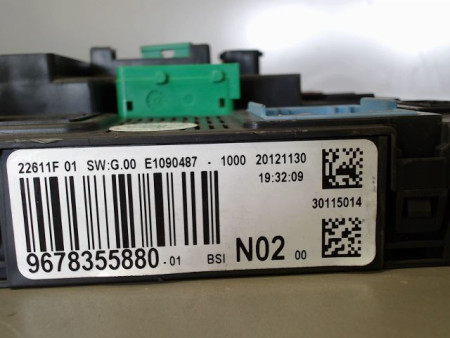 22611F 01 SW:G.00 E1090487 - 1000 20121130
19:32:09
30115014
9678355880 -01 BSI N02 00